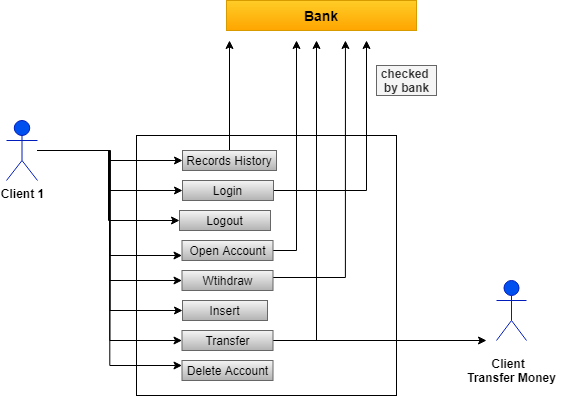 Bank
checked
by bank
Records History
Client 1
Login
Logout
Open Account
Wtihdraw
Insert
Transfer
Delete Account
Client
Transfer Money